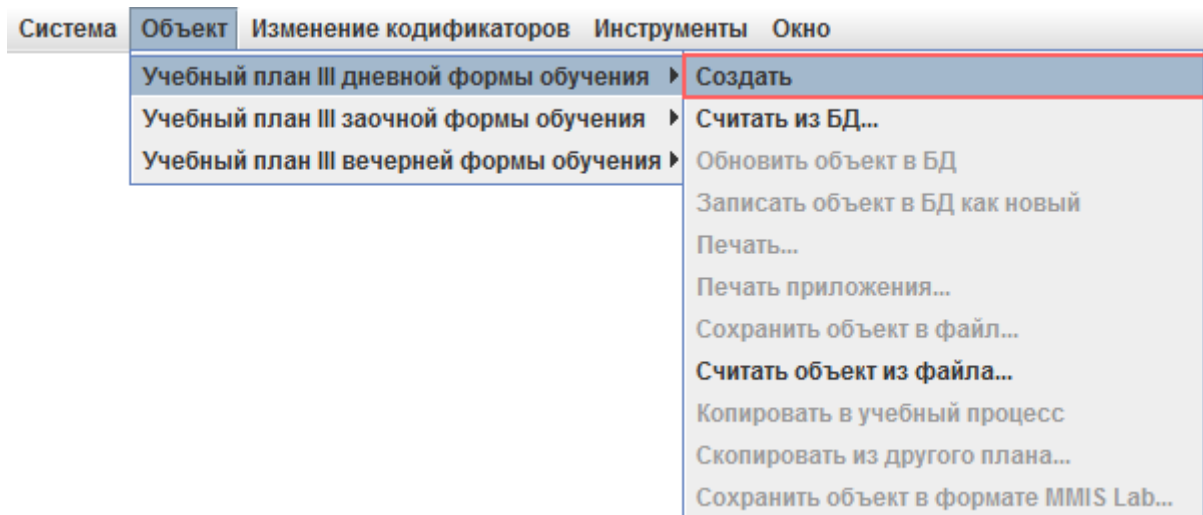 Система Объект Изменение кодификаторов Инструменты Окно
Учебный план III дневной формы обучения
Учебный план III заочной формы обучения
Учебный план III вечерней формы обучения
Создать
Считать из БД...
Обновить объект в БД
Записать объект в БД как новый
Печать...
Печать приложения...
Сохранить объект в файл...
Считать объект из файла...
Копировать в учебный процесс
Скопировать из другого плана...
Сохранить объект в формате MMIS Lab...